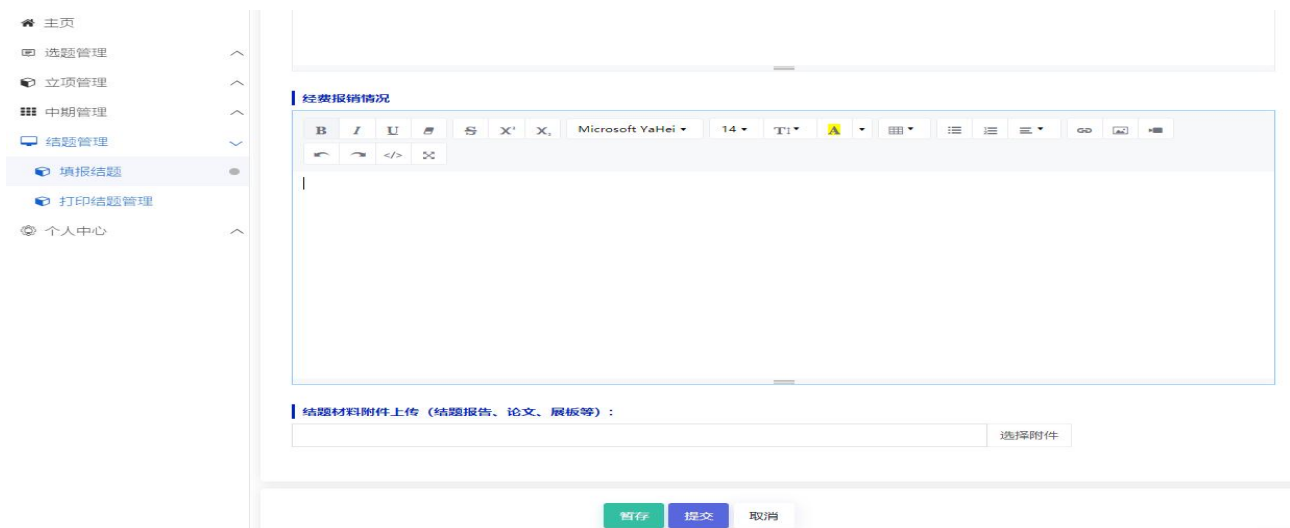 主页
选题管理
立项管理
中期管理
结题管理
填报结题
打印结题管理
个人中心
经费报销情况
B I U S X' X, Microsoft YaHei 14 T A
</>
结题材料附件上传（结题报告、论文、展板等）:
选择附件
暂存 提交 取消